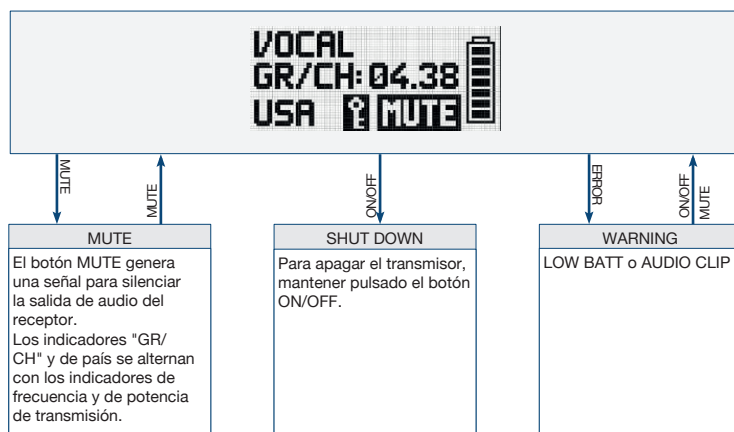 VOCAL
GR/CH: 04.38
USA MUTE
MUTE
MUTE
ON/OFF
ERROR
ON/OFF
MUTE
MUTE
El botón MUTE genera
una señal para silenciar
la salida de audio del
receptor.
Los indicadores "GR/
CH" y de país se alternan
con los indicadores de
frecuencia y de potencia
de transmisión.
SHUT DOWN
Para apagar el transmisor,
mantener pulsado el botón
ON/OFF.
WARNING
LOW BATT o AUDIO CLIP